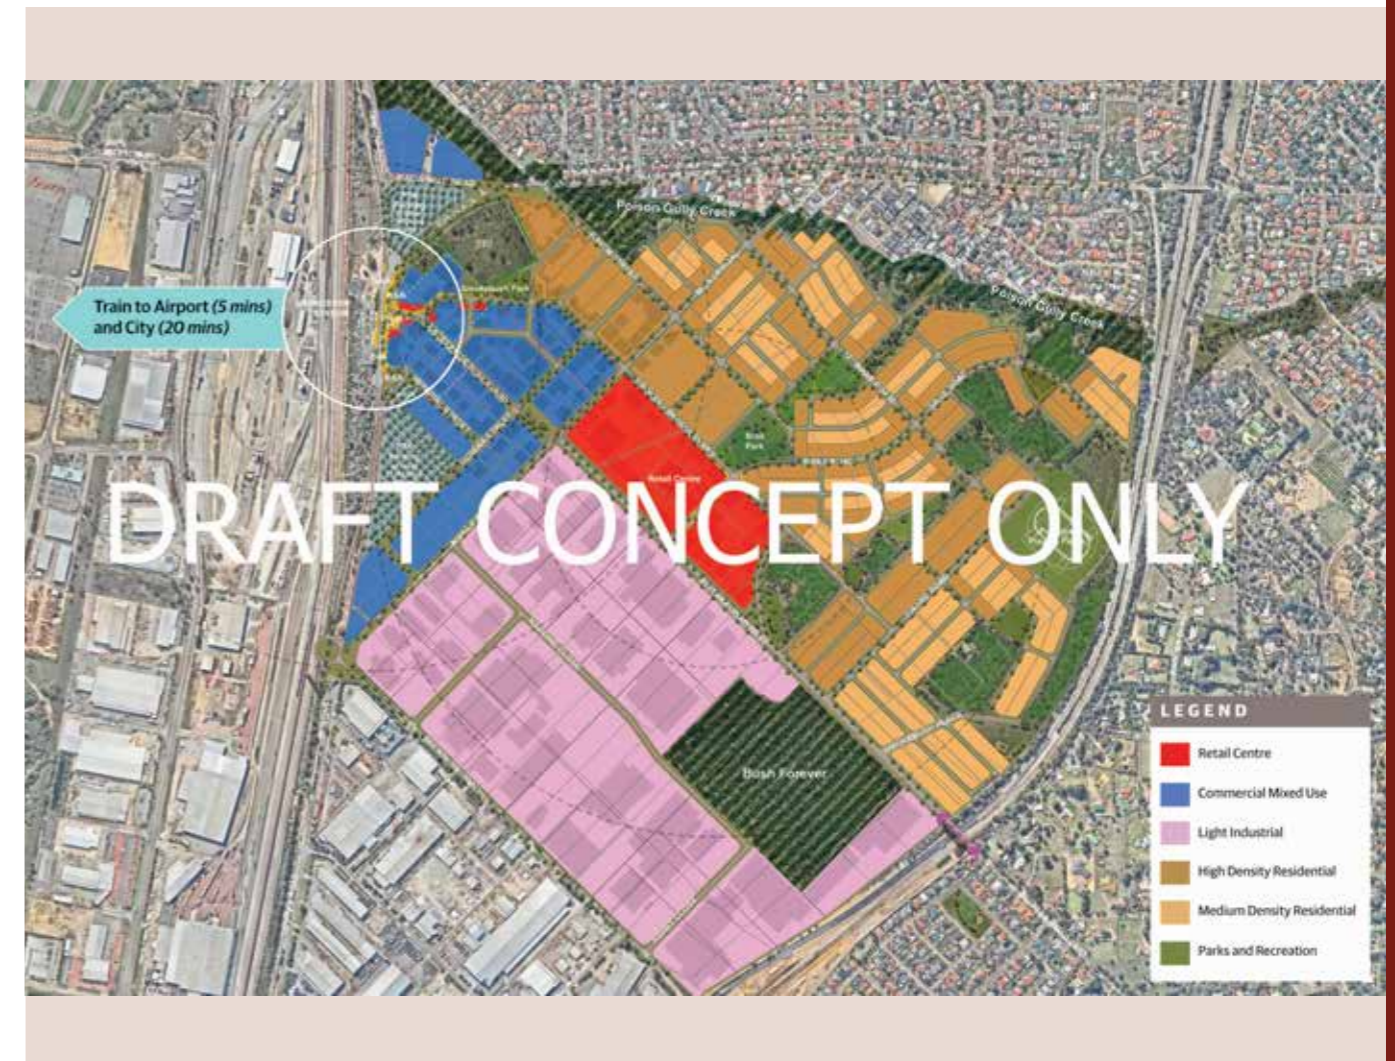 Poison Gully Creek
Poison Gully Creek
Train to Airport (5 mins)
and City (20 mins)
Brae
Park
Retail Centre
DRAFT CONCEPT ONLY
Bush Forever
LEGEND
Retail Centre
Commercial Mixed Use
Light Industrial
High Density Residential
Medium Density Residential
Parks and Recreation